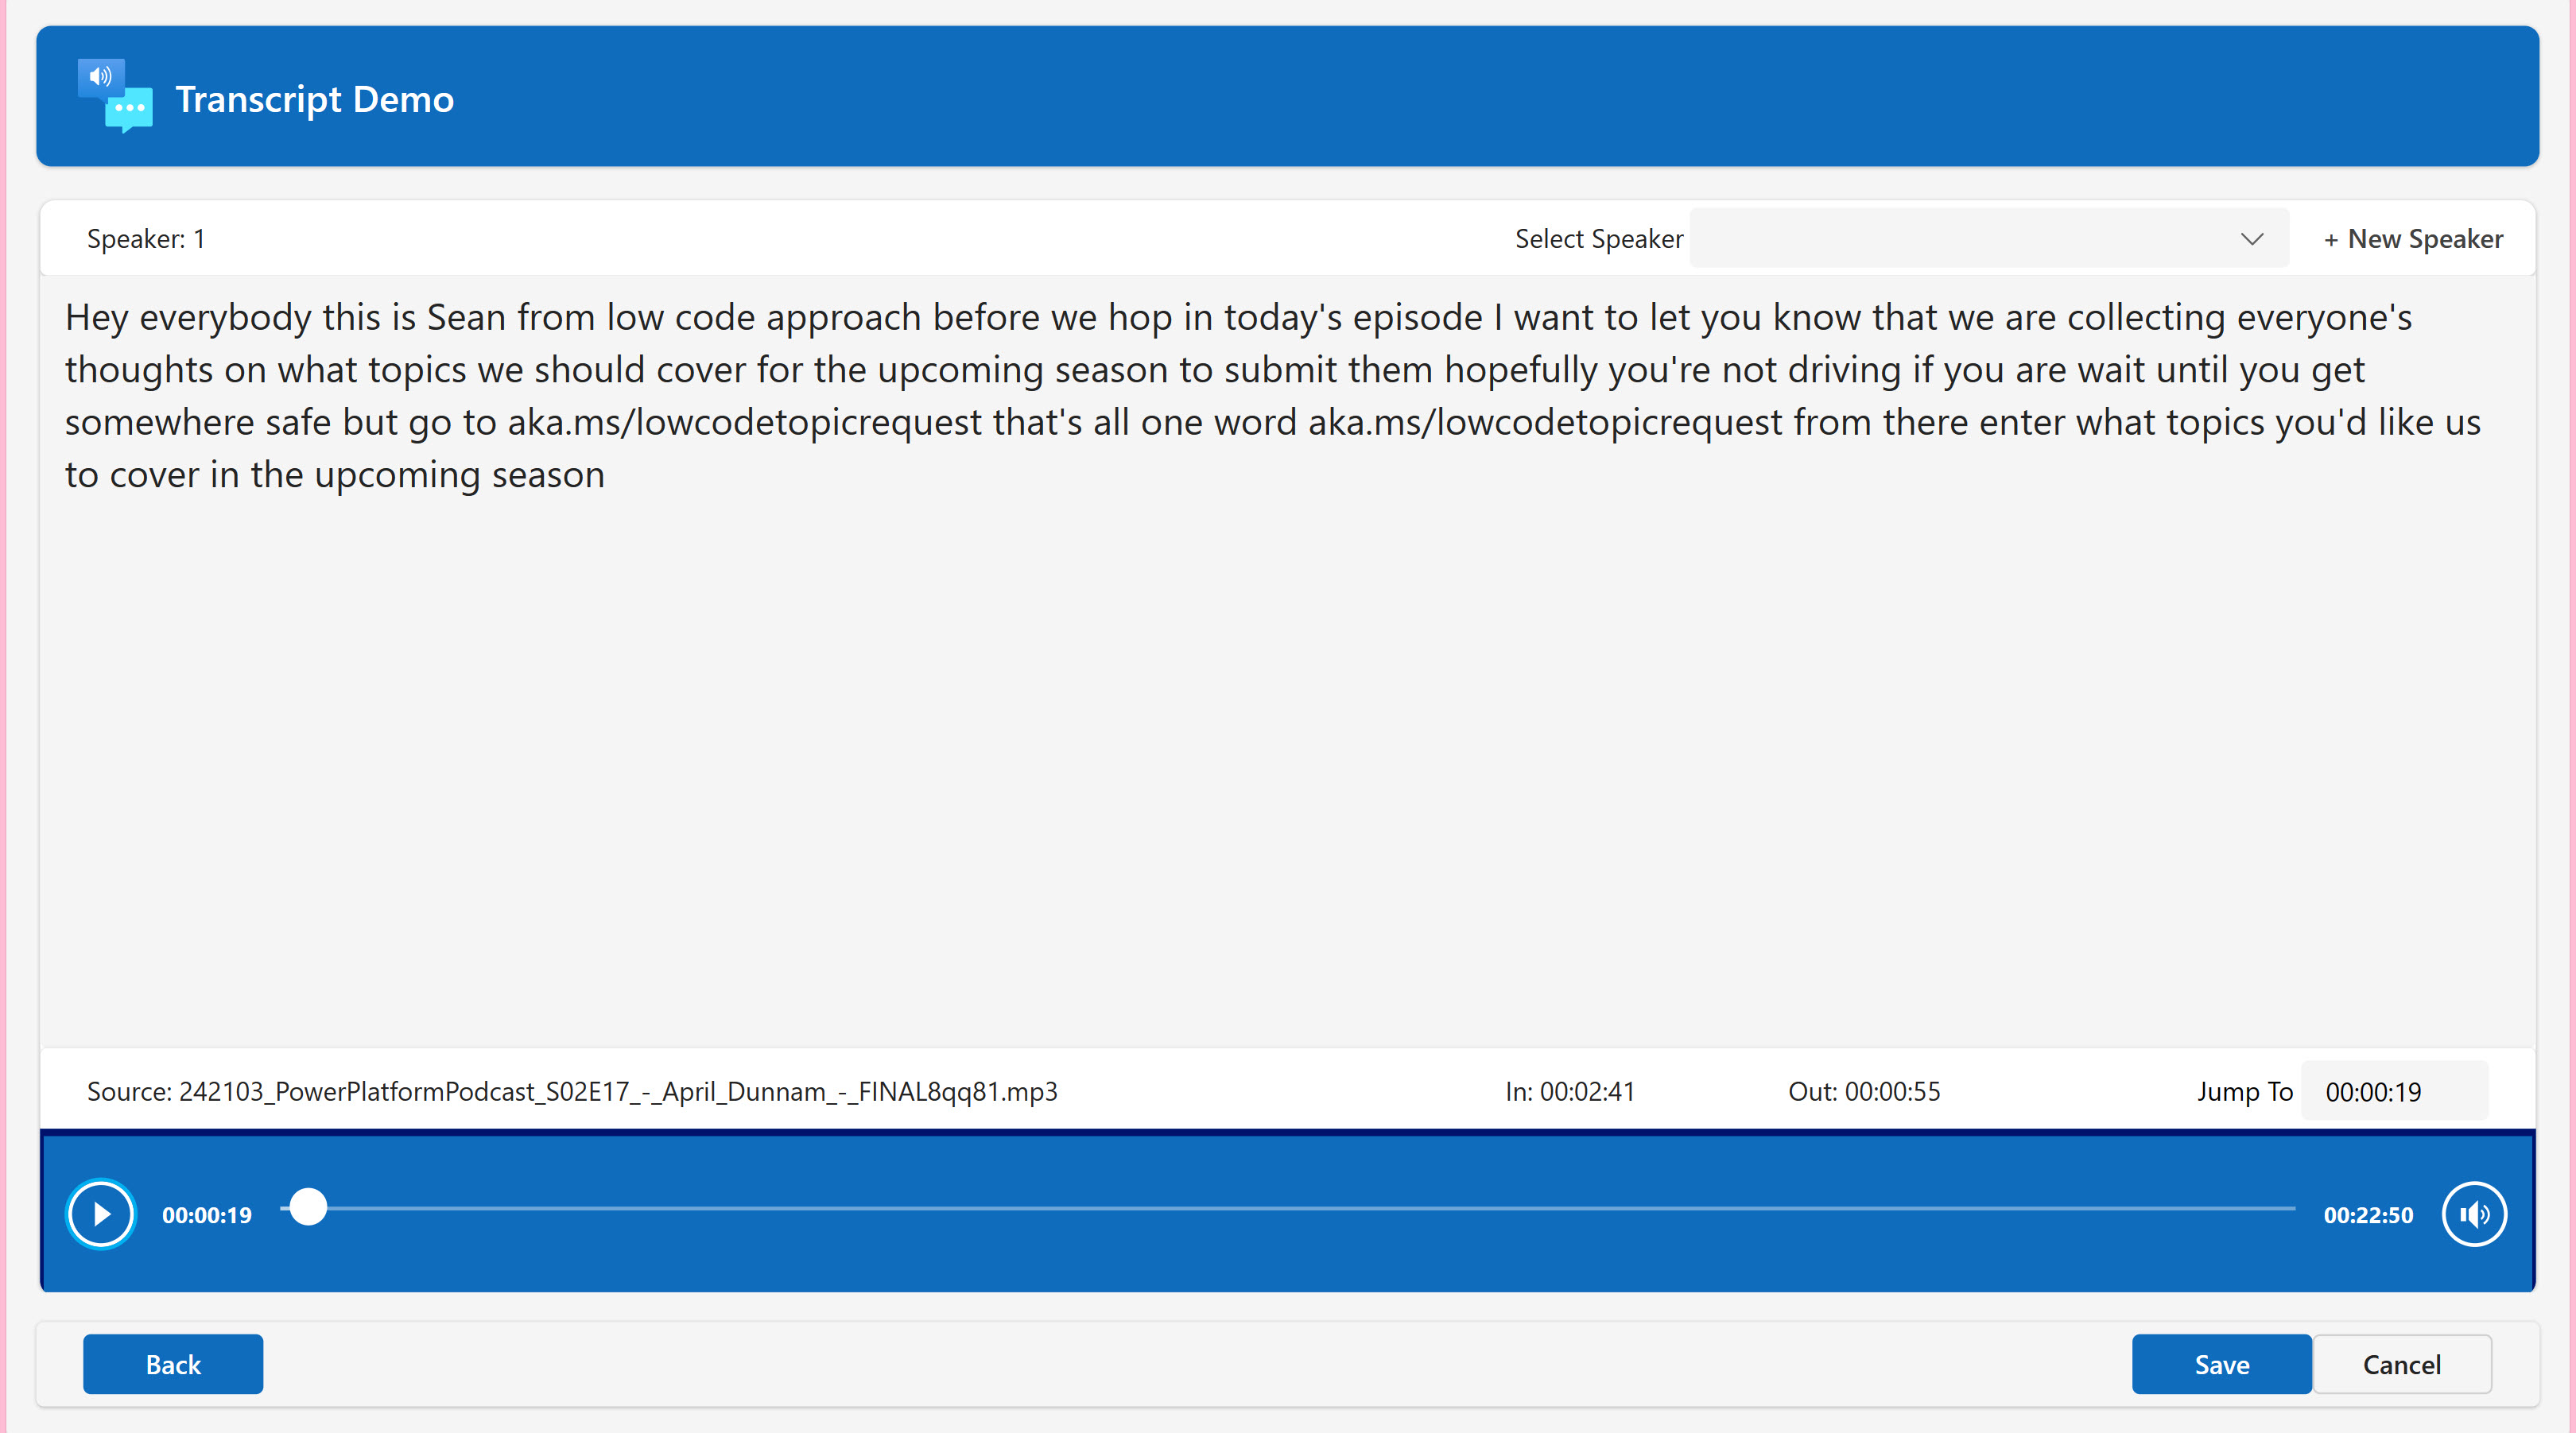 Transcript Demo
Speaker: 1
Select Speaker
+ New Speaker
Hey everybody this is Sean from low code approach before we hop in today's episode I want to let you know that we are collecting everyone's
thoughts on what topics we should cover for the upcoming season to submit them hopefully you're not driving if you are wait until you get
somewhere safe but go to aka.ms/lowcodetopicrequest that's all one word aka.ms/lowcodetopicrequest from there enter what topics you'd like us
to cover in the upcoming season
Source: 242103_PowerPlatformPodcast_S02E17_-_April_Dunnam_-_FINAL8qq81.mp3
In: 00:02:41
Out: 00:00:55
Jump To 00:00:19
00:00:19
00:22:50
Back
Save
Cancel